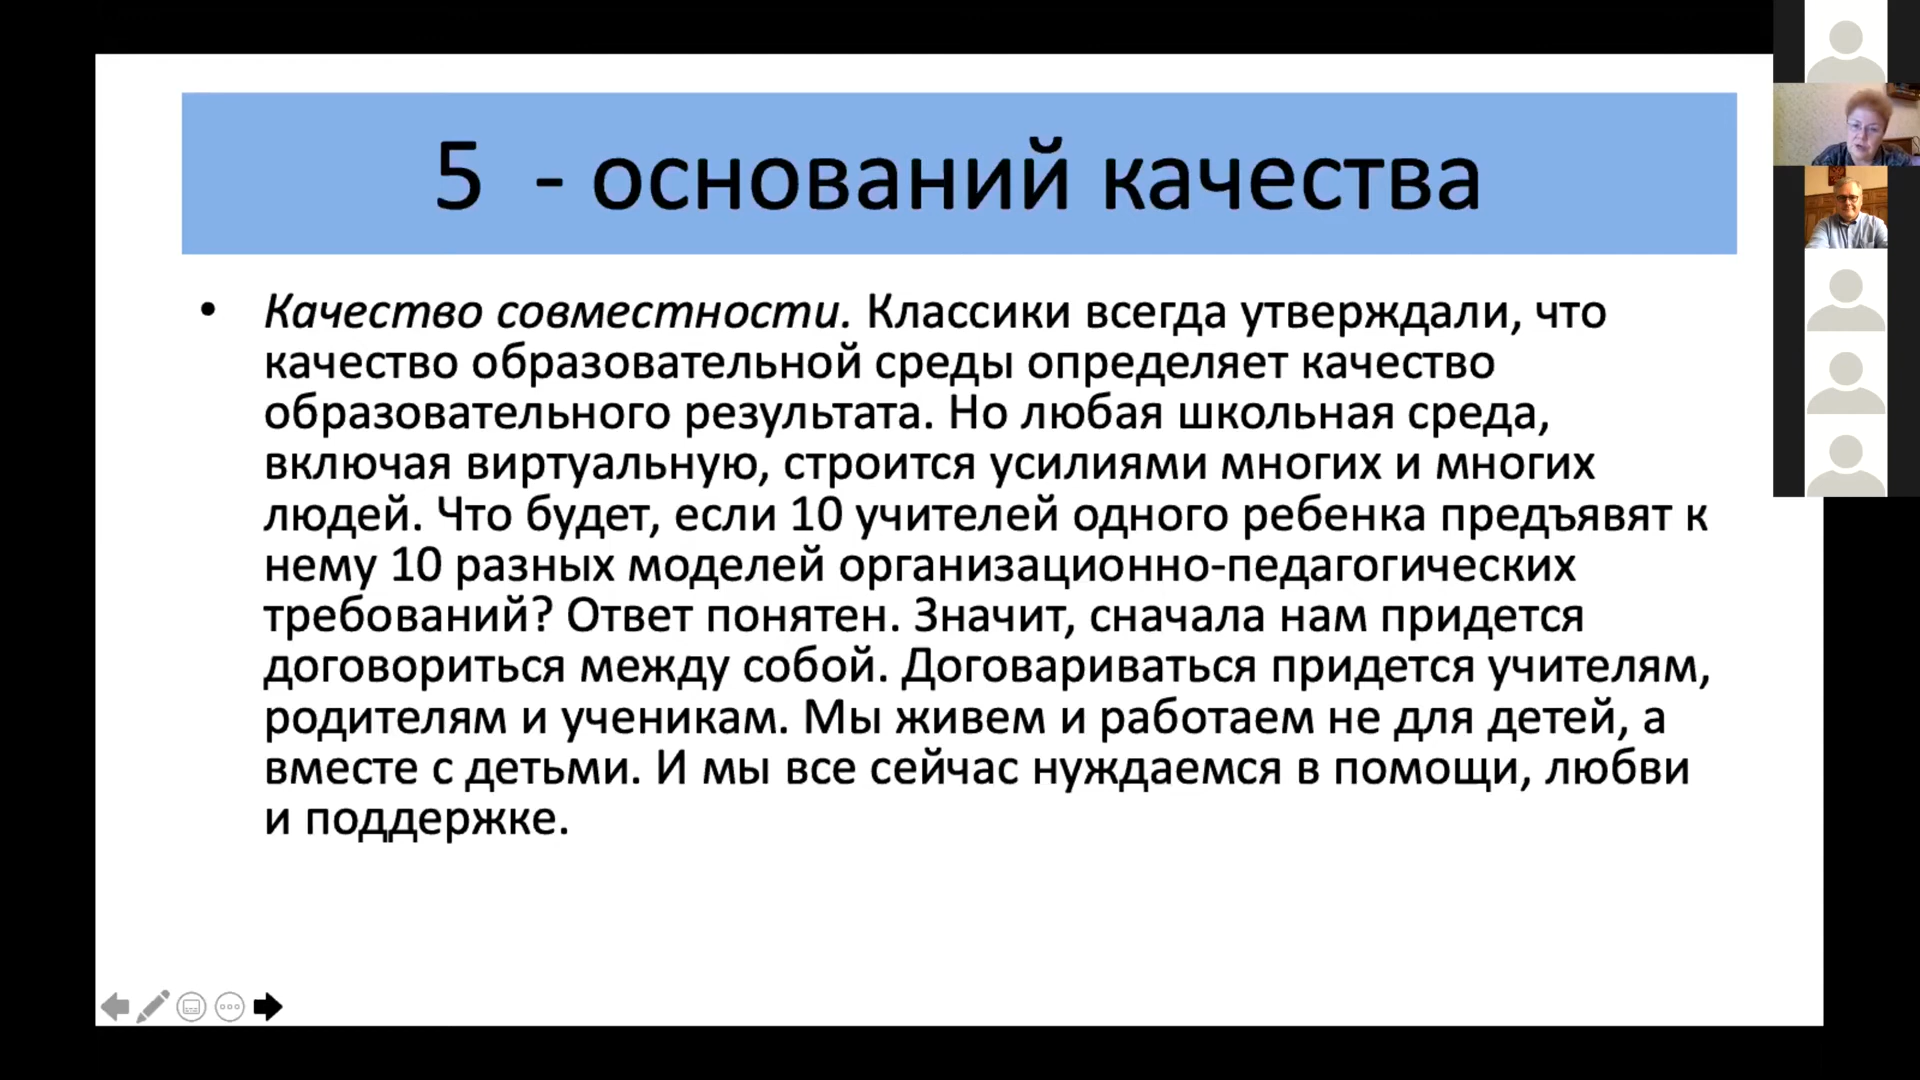 5 - оснований качества
• Качество совместности. Классики всегда утверждали, что
качество образовательной среды определяет качество
образовательного результата. Но любая школьная среда,
включая виртуальную, строится усилиями многих и многих
людей. Что будет, если 10 учителей одного ребенка предъявят к
нему 10 разных моделей организационно-педагогических
требований? Ответ понятен. Значит, сначала нам придется
договориться между собой. Договариваться придется учителям,
родителям и ученикам. Мы живем и работаем не для детей, а
вместе с детьми. И мы все сейчас нуждаемся в помощи, любви
и поддержке.